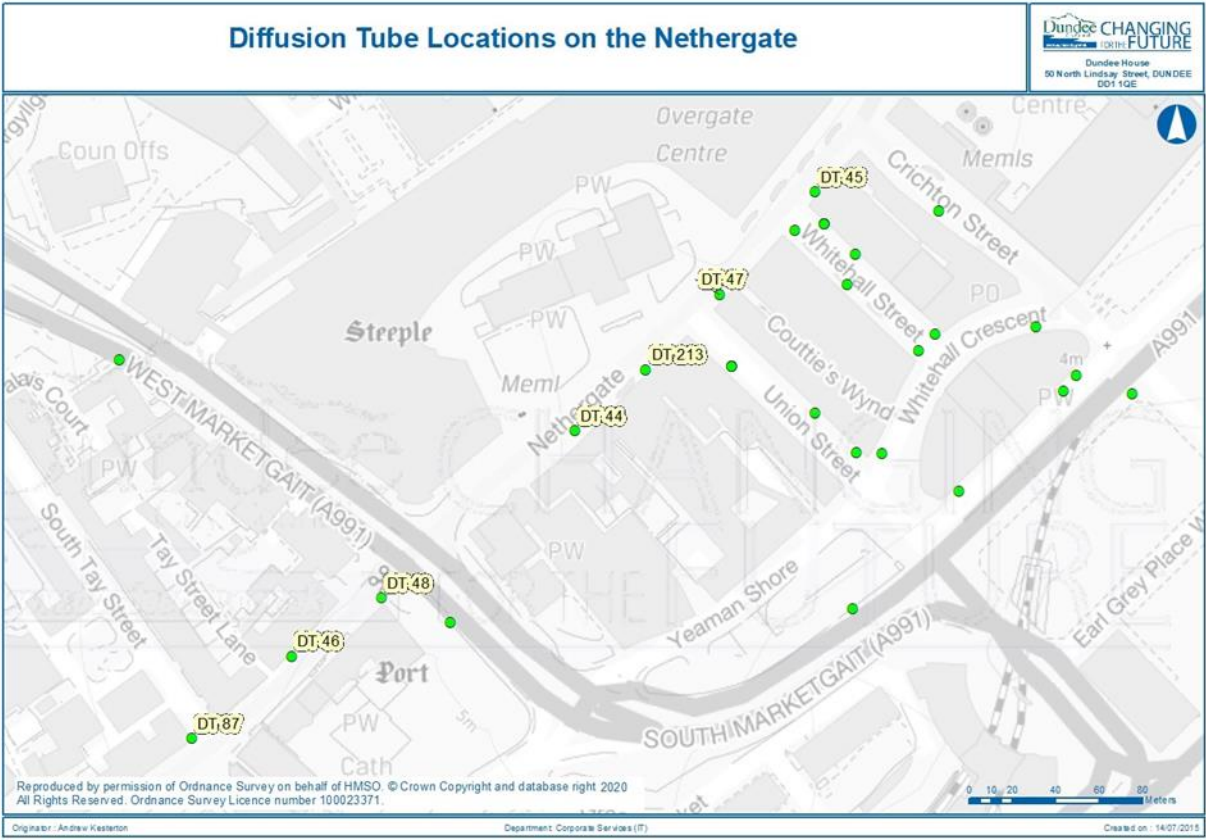 Diffusion Tube Locations on the Nethergate
Dundee CHANGING
FOR THE FUTURE
Dundee House
50 North Lindsay Street, DUNDEE
DD1 1QE
Coun Offs
Overgate
Centre
Centre
Memls
PW
DT 45
Crichton Street
PW
Whitehall Street
DT 47
PO
Steeple
PW
Couttie's Wynd
Whitehall Crescent
A991
DT 213
4m
Meml
Nethergate
DT 44
Union Street
PW
WEST MARKETGAIT (A991)
PW
South Tay Street
Tay Street Lane
PW
DT 48
Yeaman Shore
Earl Grey Place W
DT 46
Port
SOUTH MARKETGAIT (A991)
5m
DT 87
PW
Cath
Reproduced by permission of Ordnance Survey on behalf of HMSO. © Crown Copyright and database right 2020
All Rights Reserved. Ordnance Survey Licence number 100023371.
0 10 20 40 60 80
Meters
Originator : Andrew Kesterton
Department: Corporate Services (IT)
Created on : 14/07/2015